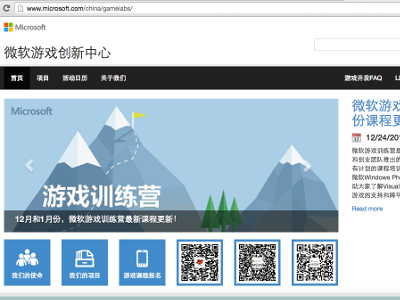 www.microsoft.com/china/gamelabs/
Microsoft
微软游戏创新中心
首页 项目 活动日历 关于我们 游戏开发FAQ
Microsoft
游戏训练营
12月和1月份，微软游戏训练营最新课程更新！
微软游戏
份课程更
12/24/201
微软游戏训练营是
和创业团队推出的
有计划的课程培训
微软Windows Ph
动大家了解Visual
游戏的支持和跨平
Read more
我们的使命 我们的项目 游戏课程报名